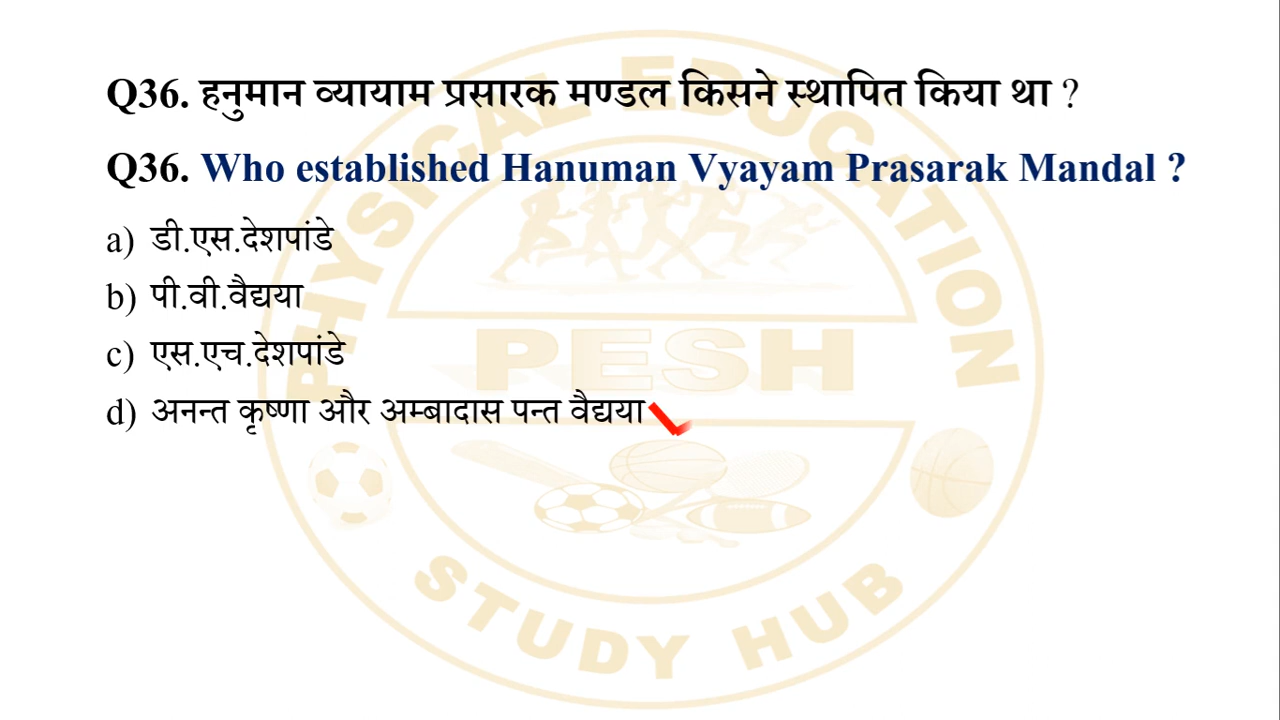 Q36. हनुमान व्यायाम प्रसारक मण्डल किसने स्थापित किया था ?
Q36. Who established Hanuman Vyayam Prasarak Mandal ?
a) डी.एस.देशपांडे
b) पी.वी.वैद्यया
c) एस.एच.देशपांडे
d) अनन्त कृष्णा और अम्बादास पन्त वैद्यया
PHYSICAL EDUCATION
PESH
STUDY HUB